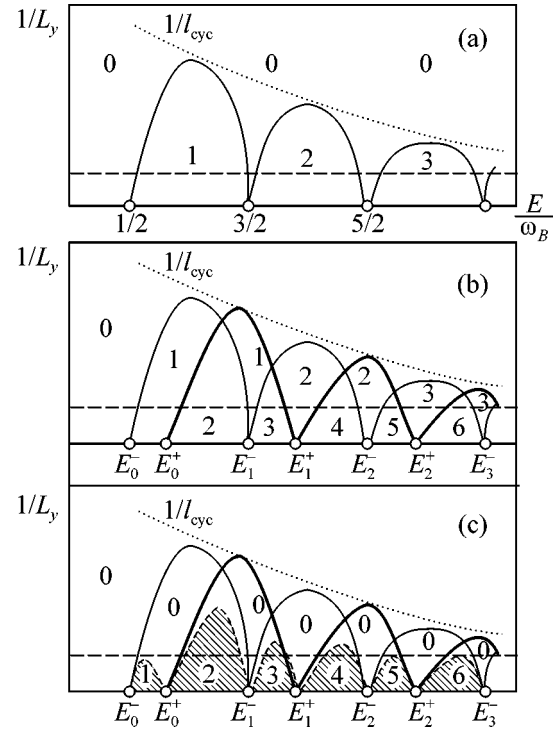 1/L_y
1/l_cyc
(a)
0 0 0
1 2 3
1/2 3/2 5/2
E/ω_B
1/L_y
1/l_cyc
(b)
0
1 1 2 2 3 3
2 3 4 5 6
E_0^- E_0^+ E_1^- E_1^+ E_2^- E_2^+ E_3^-
1/L_y
1/l_cyc
(c)
0
0 0 0 0 0 0
1 2 3 4 5 6
E_0^- E_0^+ E_1^- E_1^+ E_2^- E_2^+ E_3^-